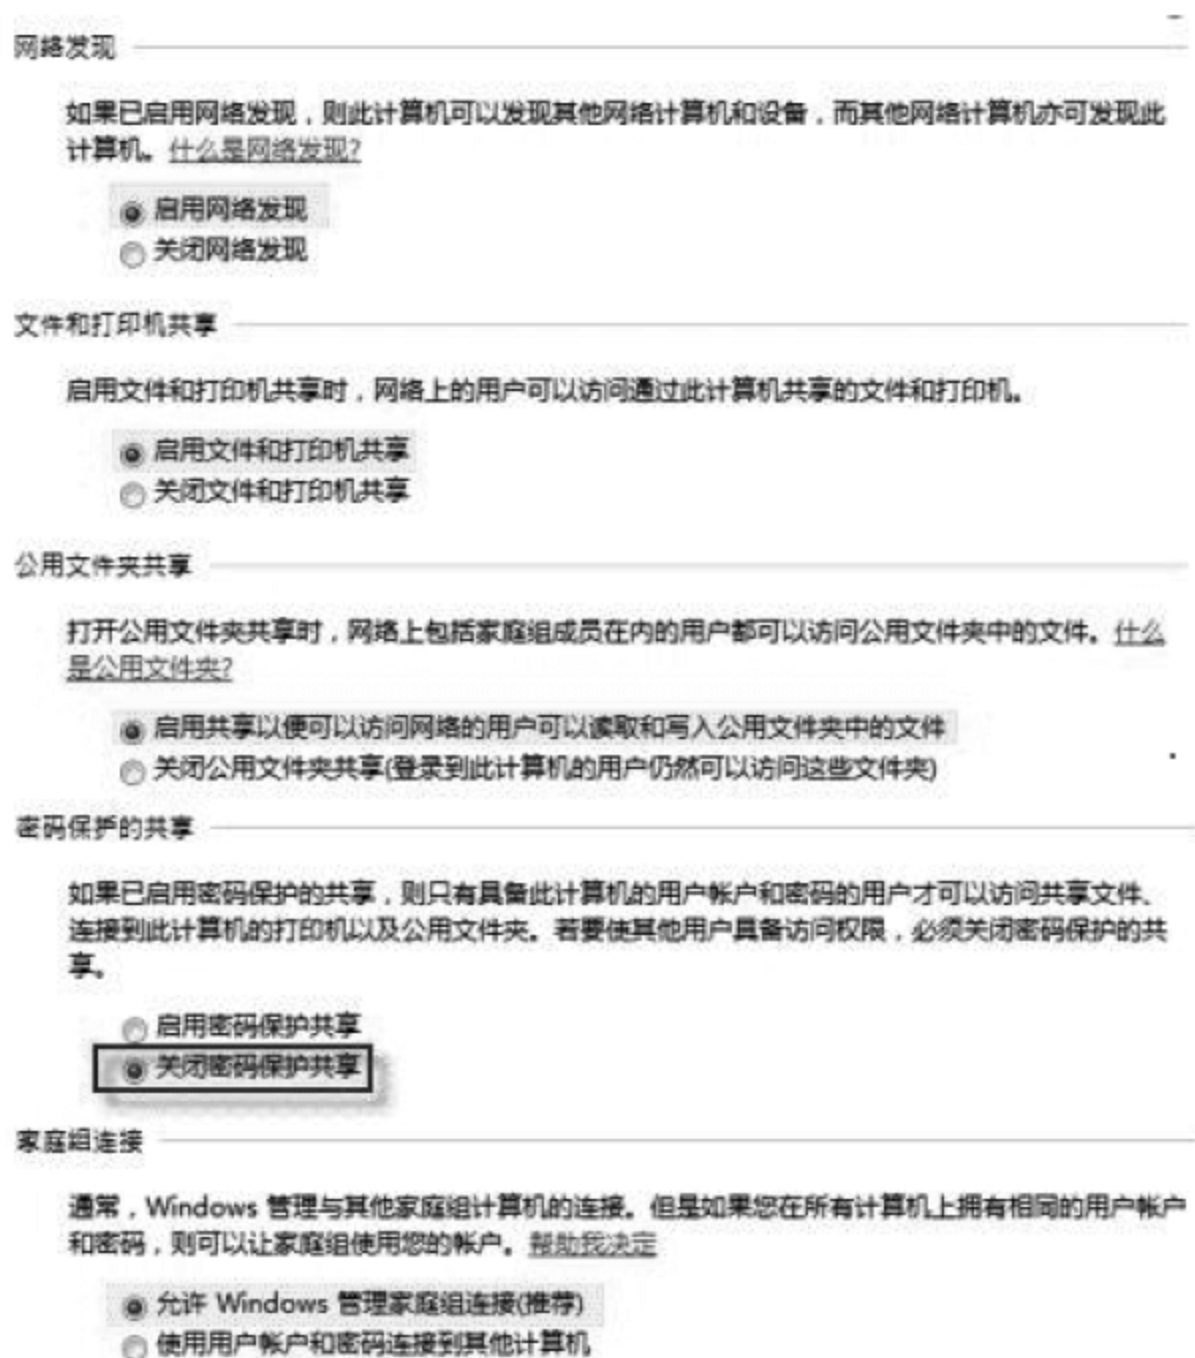 网络发现
如果已启用网络发现，则此计算机可以发现其他网络计算机和设备，而其他网络计算机亦可发现此
计算机。什么是网络发现?
启用网络发现
关闭网络发现
文件和打印机共享
启用文件和打印机共享时，网络上的用户可以访问通过此计算机共享的文件和打印机。
启用文件和打印机共享
关闭文件和打印机共享
公用文件夹共享
打开公用文件夹共享时，网络上包括家庭组成员在内的用户都可以访问公用文件夹中的文件。什么
是公用文件夹?
启用共享以便可以访问网络的用户可以读取和写入公用文件夹中的文件
关闭公用文件夹共享(登录到此计算机的用户仍然可以访问这些文件夹)
密码保护的共享
如果已启用密码保护的共享，则只有具备此计算机的用户帐户和密码的用户才可以访问共享文件、
连接到此计算机的打印机以及公用文件夹。若要使其他用户具备访问权限，必须关闭密码保护的共
享。
启用密码保护共享
关闭密码保护共享
家庭组连接
通常，Windows 管理与其他家庭组计算机的连接。但是如果您在所有计算机上拥有相同的用户帐户
和密码，则可以让家庭组使用您的帐户。帮助我决定
允许 Windows 管理家庭组连接(推荐)
使用用户帐户和密码连接到其他计算机